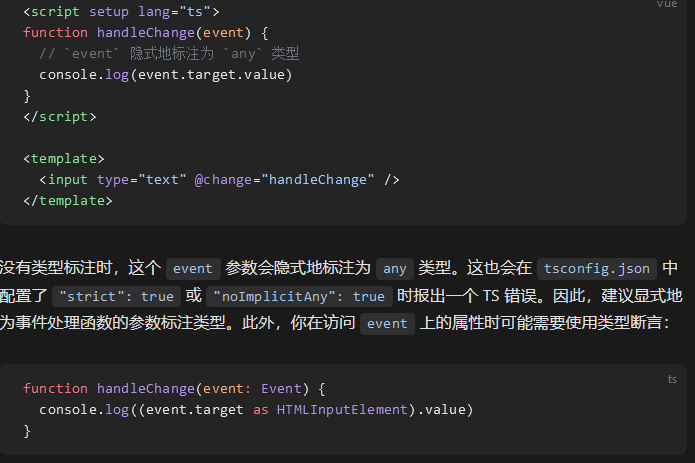 vue
<script setup lang="ts">
function handleChange(event) {
  // `event` 隐式地标注为 `any` 类型
  console.log(event.target.value)
}
</script>

<template>
  <input type="text" @change="handleChange" />
</template>
没有类型标注时，这个 event 参数会隐式地标注为 any 类型。这也会在 tsconfig.json 中
配置了 "strict": true 或 "noImplicitAny": true 时报出一个 TS 错误。因此，建议显式地
为事件处理函数的参数标注类型。此外，你在访问 event 上的属性时可能需要使用类型断言：
ts
function handleChange(event: Event) {
  console.log((event.target as HTMLInputElement).value)
}